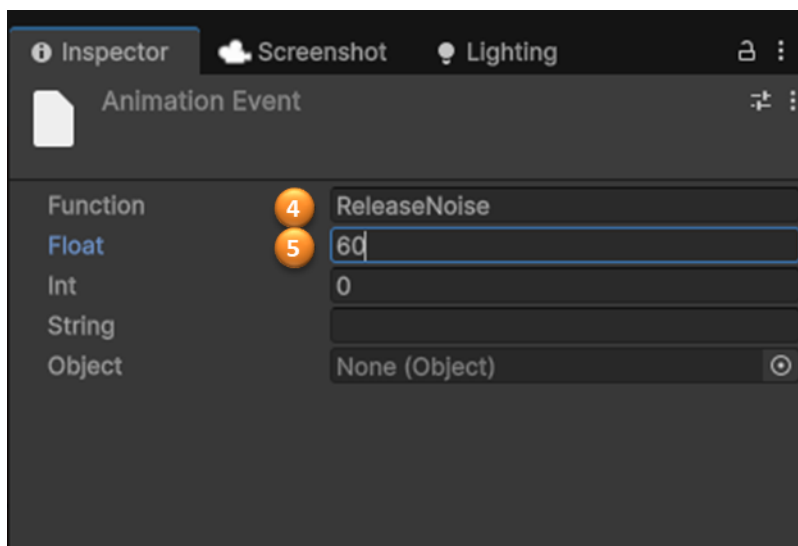 Inspector Screenshot Lighting
Animation Event
Function 4 ReleaseNoise
Float 5 60
Int 0
String
Object None (Object)